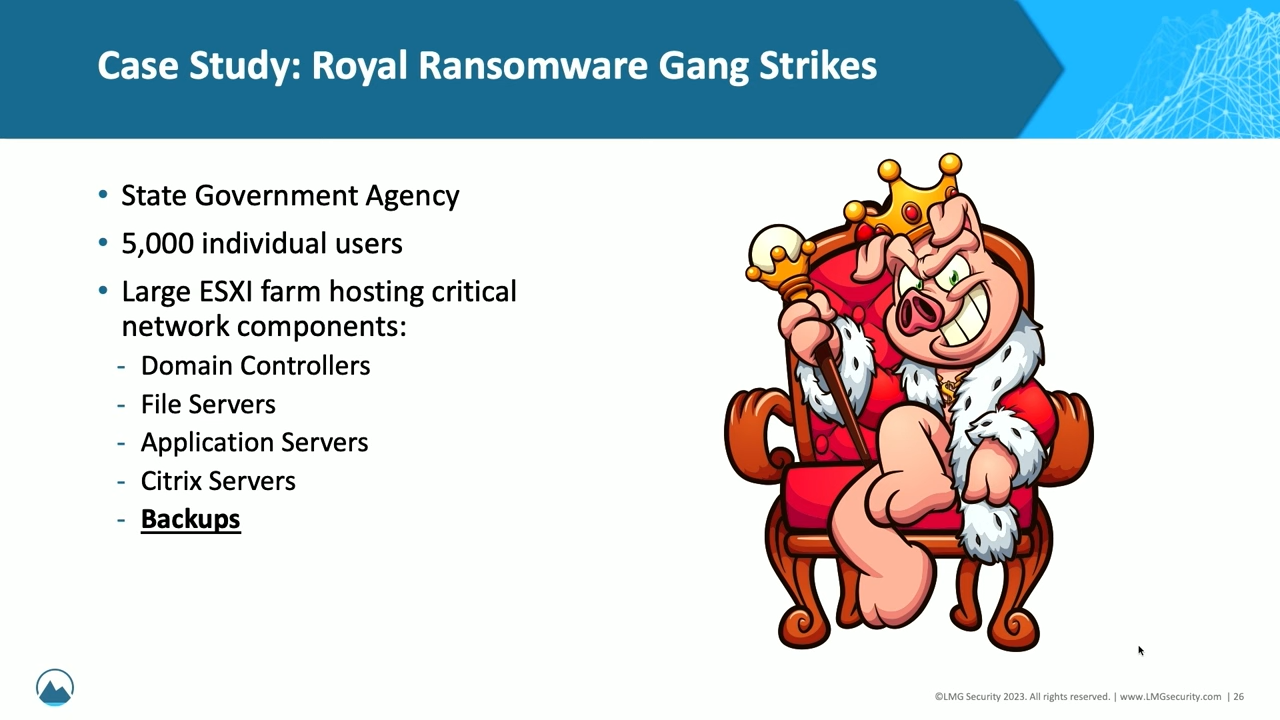 Case Study: Royal Ransomware Gang Strikes
• State Government Agency
• 5,000 individual users
• Large ESXI farm hosting critical
network components:
- Domain Controllers
- File Servers
- Application Servers
- Citrix Servers
- Backups
$
©LMG Security 2023. All rights reserved. | www.LMGsecurity.com | 26